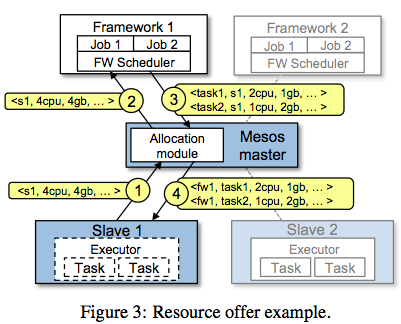 Framework 1
Job 1 Job 2
FW Scheduler
Framework 2
Job 1 Job 2
FW Scheduler
<s1, 4cpu, 4gb, … >
2
3
<task1, s1, 2cpu, 1gb, … >
<task2, s1, 1cpu, 2gb, … >
Allocation
module
Mesos
master
<s1, 4cpu, 4gb, … >
1
4
<fw1, task1, 2cpu, 1gb, … >
<fw1, task2, 1cpu, 2gb, … >
Slave 1
Executor
Task Task
Slave 2
Executor
Task Task
Figure 3: Resource offer example.